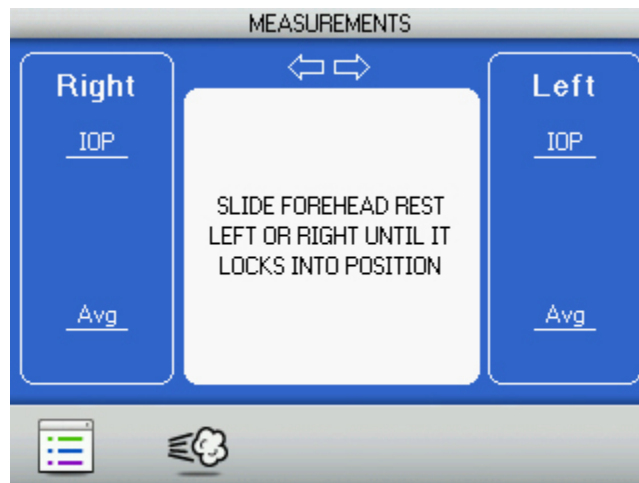 MEASUREMENTS
Right
IOP
Avg
SLIDE FOREHEAD REST
LEFT OR RIGHT UNTIL IT
LOCKS INTO POSITION
Left
IOP
Avg